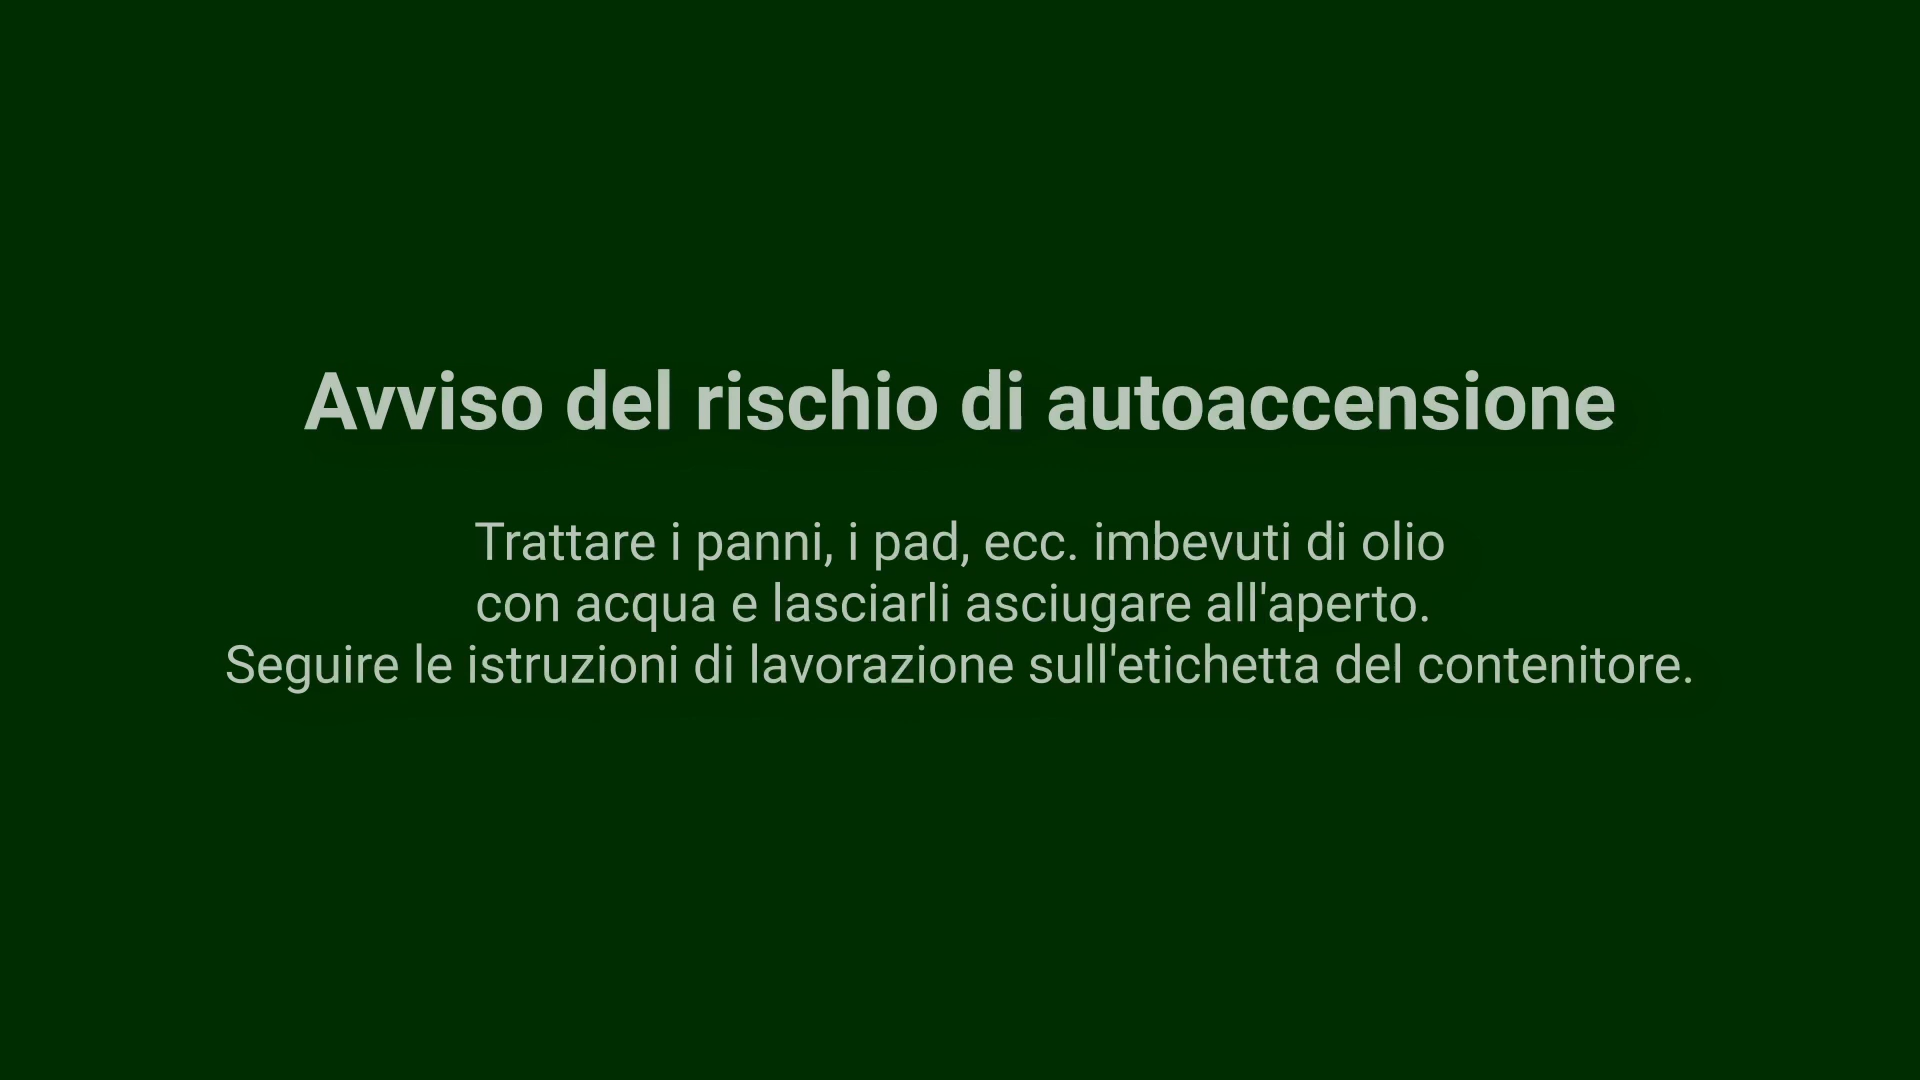 Avviso del rischio di autoaccensione
Trattare i panni, i pad, ecc. imbevuti di olio
con acqua e lasciarli asciugare all'aperto.
Seguire le istruzioni di lavorazione sull'etichetta del contenitore.